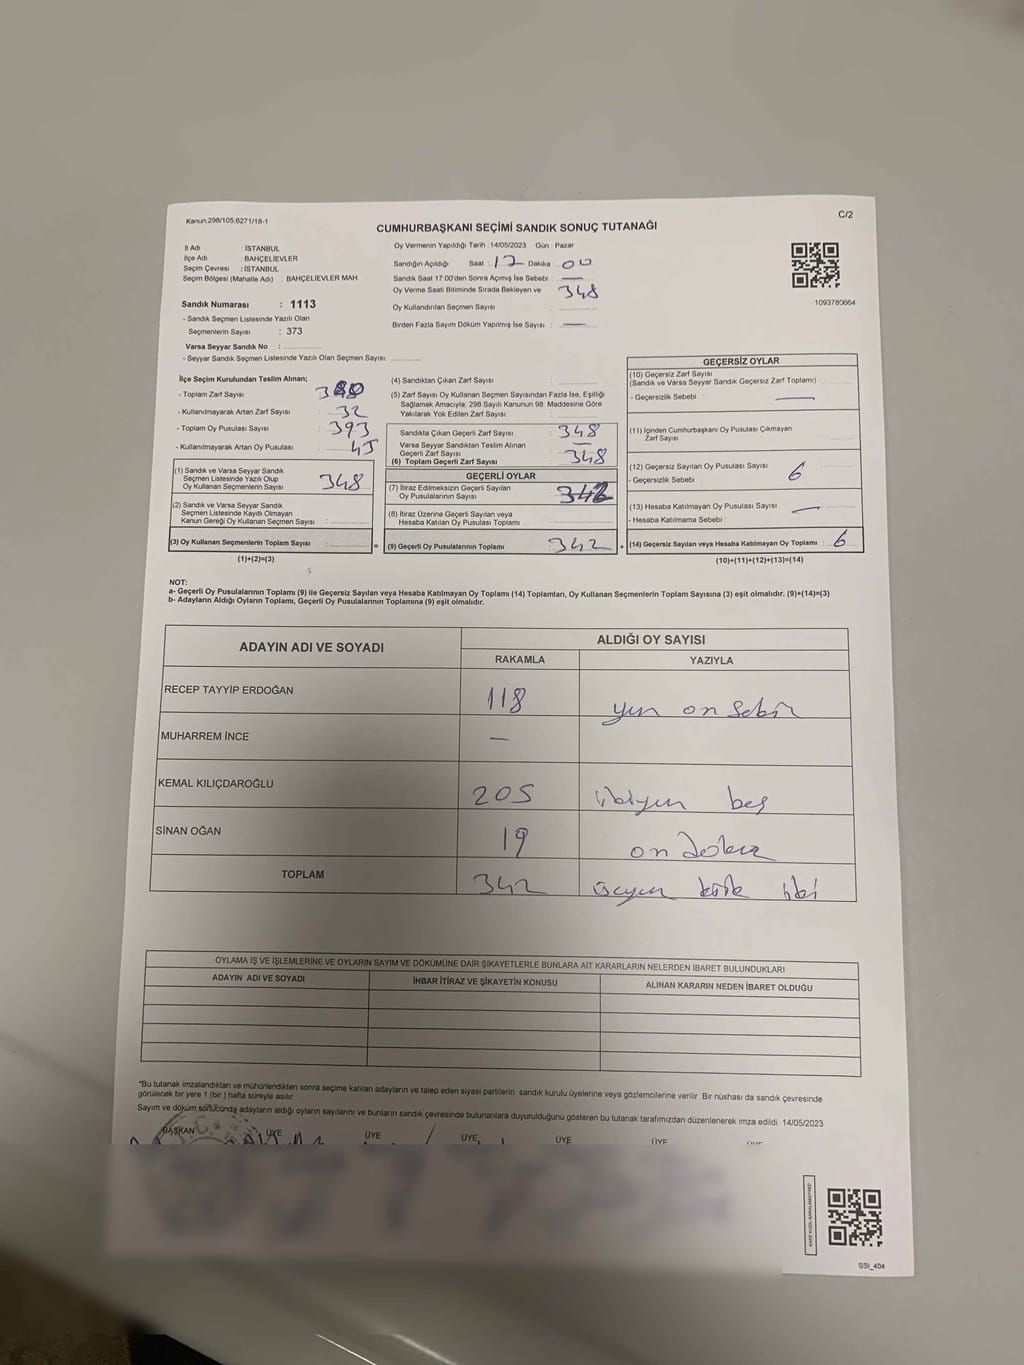 Kanun:298/105,6271/18-1
C/2
CUMHURBAŞKANI SEÇİMİ SANDIK SONUÇ TUTANAĞI
İl Adı : İSTANBUL
İlçe Adı : BAHÇELİEVLER
Seçim Çevresi : İSTANBUL
Seçim Bölgesi (Mahalle Adı) : BAHÇELİEVLER MAH.
Sandık Numarası : 1113
- Sandık Seçmen Listesinde Yazılı Olan
Seçmenlerin Sayısı : 373
Varsa Seyyar Sandık No :
- Seyyar Sandık Seçmen Listesinde Yazılı Olan Seçmen Sayısı:
Oy Vermenin Yapıldığı Tarih : 14/05/2023 Gün : Pazar
Sandığın Açıldığı Saat : 17 Dakika 00
Sandık Saat 17:00'den Sonra Açımış İse Sebebi : —
Oy Verme Saati Bitiminde Sırada Bekleyen ve 348
Oy Kullandırılan Seçmen Sayısı :
Birden Fazla Sayım Döküm Yapılmış İse Sayısı : —
1093780664
İlçe Seçim Kurulundan Teslim Alınan;
- Toplam Zarf Sayısı : 380
- Kullanılmayarak Artan Zarf Sayısı : 32
- Toplam Oy Pusulası Sayısı : 393
- Kullanılmayarak Artan Oy Pusulası : 45
(1) Sandık ve Varsa Seyyar Sandık
Seçmen Listesinde Yazılı Olup
Oy Kullanan Seçmenlerin Sayısı : 348
(2) Sandık ve Varsa Seyyar Sandık
Seçmen Listesinde Kayıtlı Olmayan
Kanun Gereği Oy Kullanan Seçmen Sayısı :
(3) Oy Kullanan Seçmenlerin Toplam Sayısı :
(1)+(2)=(3)
=
(4) Sandıktan Çıkan Zarf Sayısı :
(5) Zarf Sayısı Oy Kullanan Seçmen Sayısından Fazla İse, Eşitliği
Sağlamak Amacıyla; 298 Sayılı Kanunun 98. Maddesine Göre
Yakılarak Yok Edilen Zarf Sayısı :
Sandıkta Çıkan Geçerli Zarf Sayısı : 348
Varsa Seyyar Sandıktan Teslim Alınan
Geçerli Zarf Sayısı : —
(6) Toplam Geçerli Zarf Sayısı : 348
GEÇERLİ OYLAR
(7) İtiraz Edilmeksizin Geçerli Sayılan
Oy Pusulalarının Sayısı : 342
(8) İtiraz Üzerine Geçerli Sayılan veya
Hesaba Katılan Oy Pusulası Toplamı :
(9) Geçerli Oy Pusulalarının Toplamı : 342
+
GEÇERSİZ OYLAR
(10) Geçersiz Zarf Sayısı
(Sandık ve Varsa Seyyar Sandık Geçersiz Zarf Toplamı) :
- Geçersizlik Sebebi : —
(11) İçinden Cumhurbaşkanı Oy Pusulası Çıkmayan
Zarf Sayısı :
(12) Geçersiz Sayılan Oy Pusulası Sayısı : 6
- Geçersizlik Sebebi :
(13) Hesaba Katılmayan Oy Pusulası Sayısı : —
- Hesaba Katılmama Sebebi :
(14) Geçersiz Sayılan veya Hesaba Katılmayan Oy Toplamı : 6
(10)+(11)+(12)+(13)=(14)
NOT:
a- Geçerli Oy Pusulalarının Toplamı (9) ile Geçersiz Sayılan veya Hesaba Katılmayan Oy Toplamı (14) Toplamları, Oy Kullanan Seçmenlerin Toplam Sayısına (3) eşit olmalıdır. (9)+(14)=(3)
b- Adayların Aldığı Oyların Toplamı, Geçerli Oy Pusulalarının Toplamına (9) eşit olmalıdır.
ADAYIN ADI VE SOYADI
ALDIĞI OY SAYISI
RAKAMLA YAZIYLA
RECEP TAYYİP ERDOĞAN 118 yüz on sekiz
MUHARREM İNCE —
KEMAL KILIÇDAROĞLU 205 ikiyüz beş
SİNAN OĞAN 19 on dokuz
TOPLAM 342 üçyüz kırk iki
OYLAMA İŞ VE İŞLEMLERİNE VE OYLARIN SAYIM VE DÖKÜMÜNE DAİR ŞİKAYETLERLE BUNLARA AİT KARARLARIN NELERDEN İBARET BULUNDUKLARI
ADAYIN ADI VE SOYADI İHBAR İTİRAZ VE ŞİKAYETİN KONUSU ALINAN KARARIN NEDEN İBARET OLDUĞU
*Bu tutanak imzalandıktan ve mühürlendikten sonra seçime katılan adayların ve talep eden siyasi partilerin sandık kurulu üyelerine veya gözlemcilerine verilir. Bir nüshası da sandık çevresinde
görülecek bir yere 1 (bir) hafta süreyle asılır.
Sayım ve döküm sonucunda adayların aldığı oyların sayılarını ve bunların sandık çevresinde bulunanlara duyurulduğunu gösteren bu tutanak tarafımızdan düzenlenerek imza edildi. 14/05/2023
BAŞKAN ÜYE ÜYE ÜYE ÜYE ÜYE
SSI_404